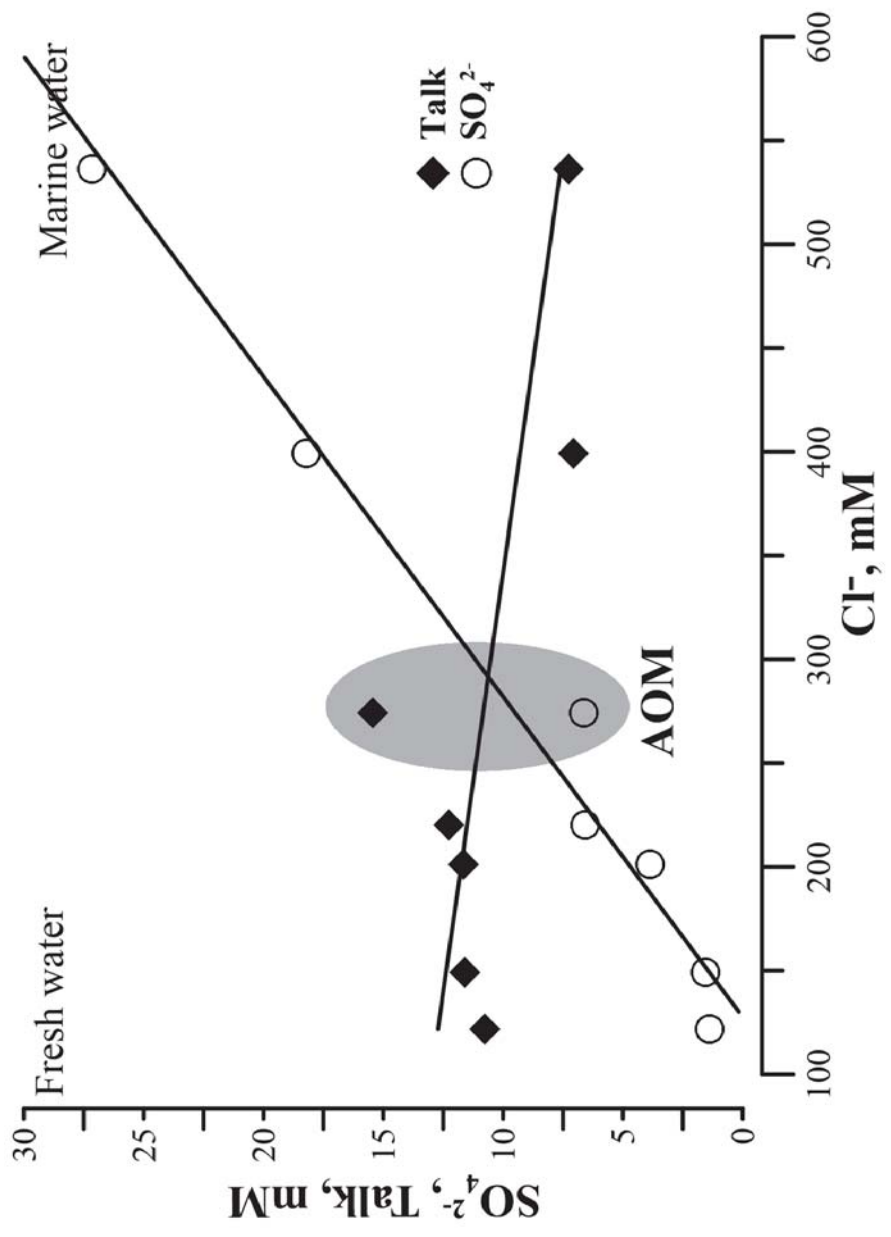 Fresh water
Marine water
30
25
20
15
10
5
0
SO₄²⁻, Talk, mM
Talk
SO₄²⁻
AOM
100
200
300
400
500
600
Cl⁻, mM